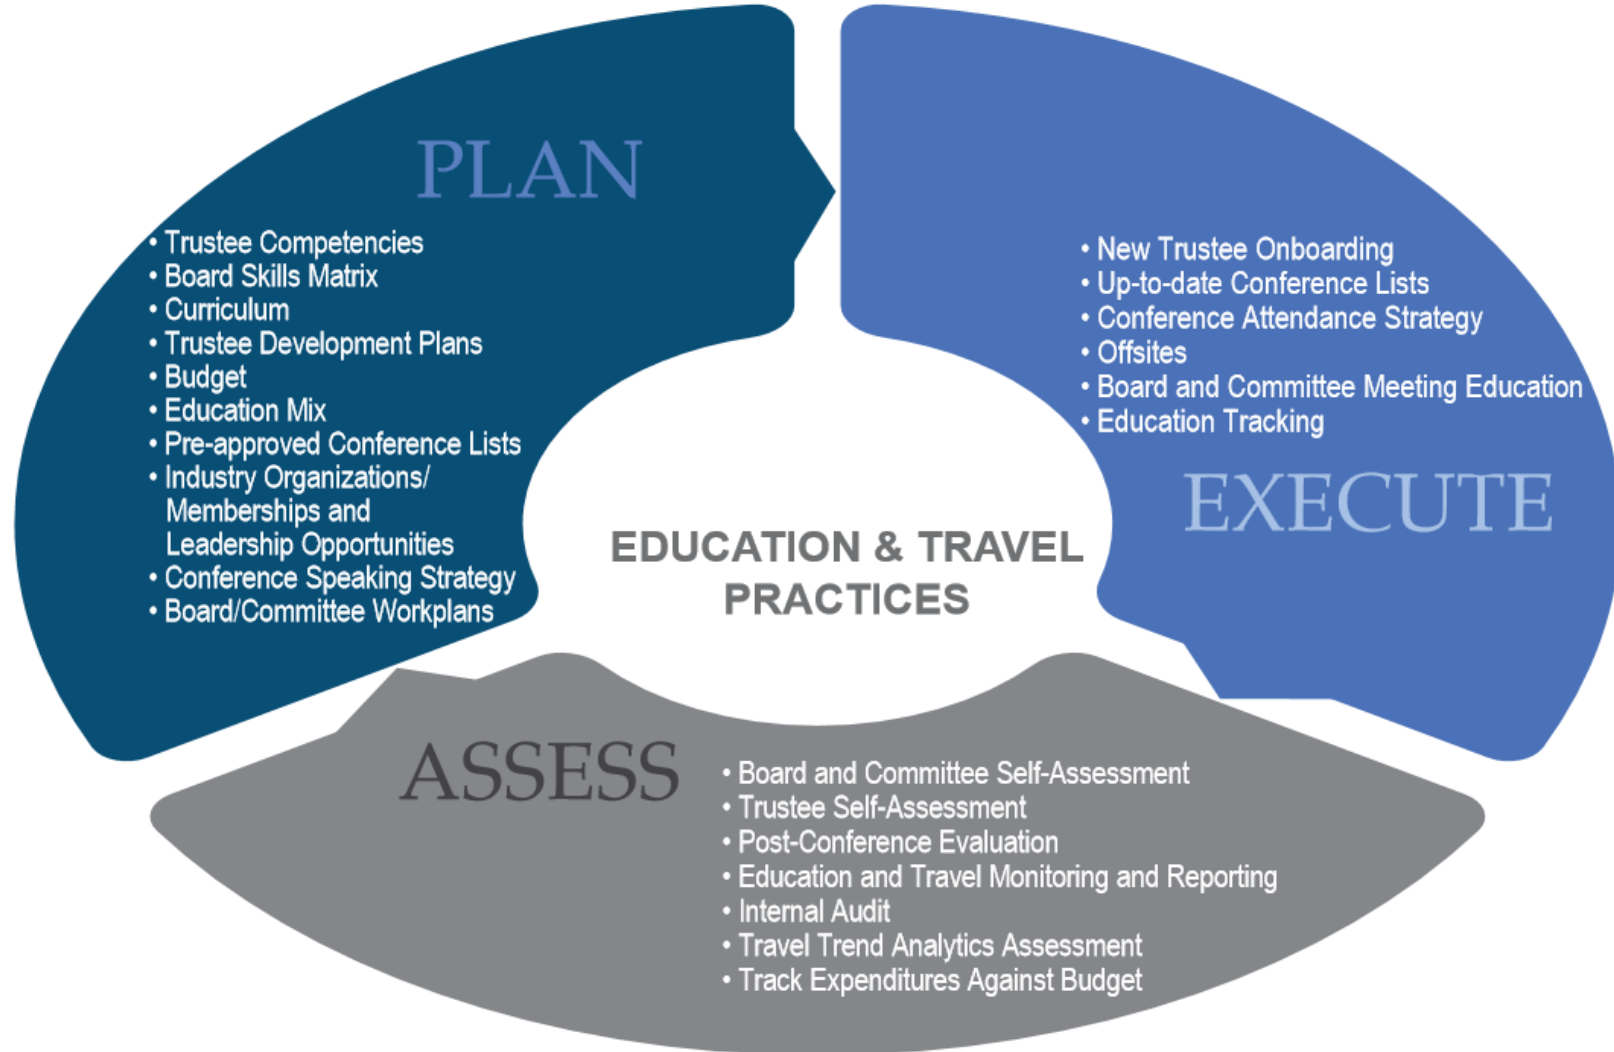 PLAN
• Trustee Competencies
• Board Skills Matrix
• Curriculum
• Trustee Development Plans
• Budget
• Education Mix
• Pre-approved Conference Lists
• Industry Organizations/
Memberships and
Leadership Opportunities
• Conference Speaking Strategy
• Board/Committee Workplans
• New Trustee Onboarding
• Up-to-date Conference Lists
• Conference Attendance Strategy
• Offsites
• Board and Committee Meeting Education
• Education Tracking
EXECUTE
EDUCATION & TRAVEL
PRACTICES
ASSESS
• Board and Committee Self-Assessment
• Trustee Self-Assessment
• Post-Conference Evaluation
• Education and Travel Monitoring and Reporting
• Internal Audit
• Travel Trend Analytics Assessment
• Track Expenditures Against Budget